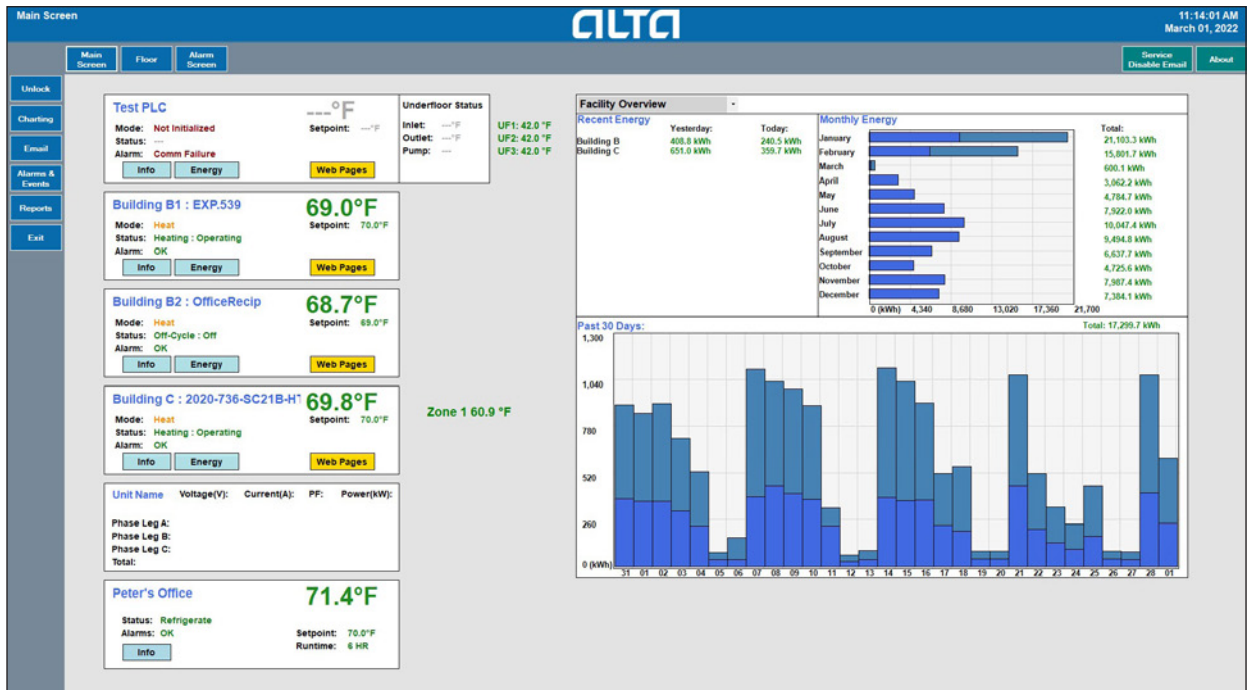 Main Screen
ALTA
11:14:01 AM
March 01, 2022
Main Screen
Floor
Alarm Screen
Service Disable Email
About
Unlock
Charting
Email
Alarms & Events
Reports
Exit
Test PLC
---°F
Mode: Not Initialized
Setpoint: ---°F
Status: ---
Alarm: Comm Failure
Info
Energy
Web Pages
Underfloor Status
Inlet: ---°F
Outlet: ---°F
Pump: ---
UF1: 42.0 °F
UF2: 42.0 °F
UF3: 42.0 °F
Building B1 : EXP.539
69.0°F
Mode: Heat
Setpoint: 70.0°F
Status: Heating : Operating
Alarm: OK
Info
Energy
Web Pages
Building B2 : OfficeRecip
68.7°F
Mode: Heat
Setpoint: 69.0°F
Status: Off-Cycle : Off
Alarm: OK
Info
Energy
Web Pages
Building C : 2020-736-SC21B-HT
69.8°F
Mode: Heat
Setpoint: 70.0°F
Status: Heating : Operating
Alarm: OK
Info
Energy
Web Pages
Zone 1 60.9 °F
Unit Name Voltage(V): Current(A): PF: Power(kW):
Phase Leg A:
Phase Leg B:
Phase Leg C:
Total:
Peter's Office
71.4°F
Status: Refrigerate
Alarms: OK
Setpoint: 70.0°F
Runtime: 6 HR
Info
Facility Overview
Recent Energy
Yesterday: Today:
Building B 408.8 kWh 240.5 kWh
Building C 651.0 kWh 359.7 kWh
Monthly Energy
Total:
January 21,103.3 kWh
February 15,801.7 kWh
March 600.1 kWh
April 3,062.2 kWh
May 4,784.7 kWh
June 7,922.0 kWh
July 10,047.4 kWh
August 9,494.8 kWh
September 6,637.7 kWh
October 4,725.6 kWh
November 7,987.4 kWh
December 7,384.1 kWh
0 (kWh) 4,340 8,680 13,020 17,360 21,700
Past 30 Days:
Total: 17,299.7 kWh
1,300
1,040
780
520
260
0 (kWh)
31 01 02 03 04 05 06 07 08 09 10 11 12 13 14 15 16 17 18 19 20 21 22 23 24 25 26 27 28 01